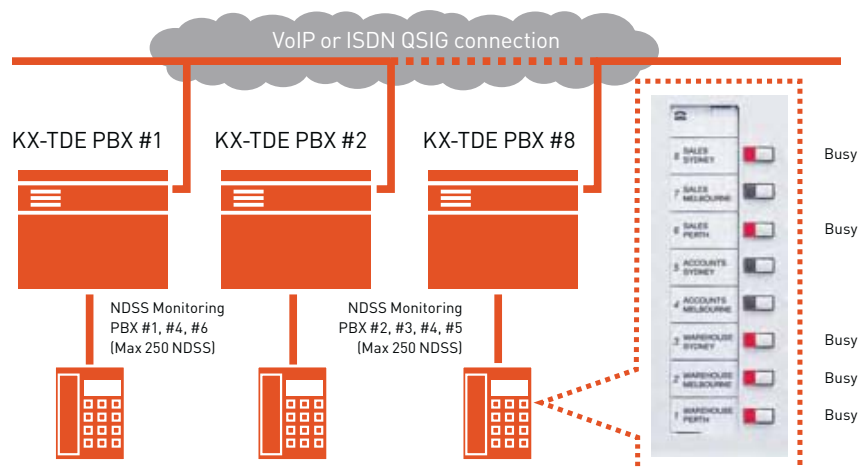 VoIP or ISDN QSIG connection
KX-TDE PBX #1
KX-TDE PBX #2
KX-TDE PBX #8
NDSS Monitoring
PBX #1, #4, #6
(Max 250 NDSS)
NDSS Monitoring
PBX #2, #3, #4, #5
(Max 250 NDSS)
8 SALES
SYDNEY
Busy
7 SALES
MELBOURNE
6 SALES
PERTH
Busy
5 ACCOUNTS
SYDNEY
4 ACCOUNTS
MELBOURNE
3 WAREHOUSE
SYDNEY
Busy
2 WAREHOUSE
MELBOURNE
Busy
1 WAREHOUSE
PERTH
Busy